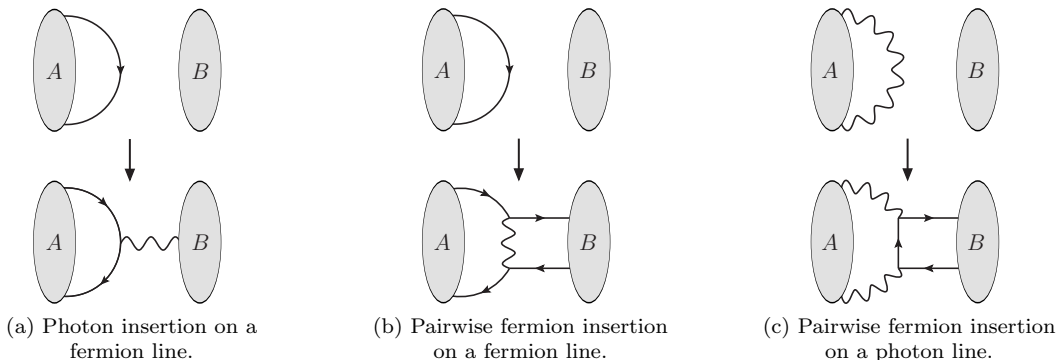 A B
A B
A B
A B
A B
A B
(a) Photon insertion on a
fermion line.
(b) Pairwise fermion insertion
on a fermion line.
(c) Pairwise fermion insertion
on a photon line.